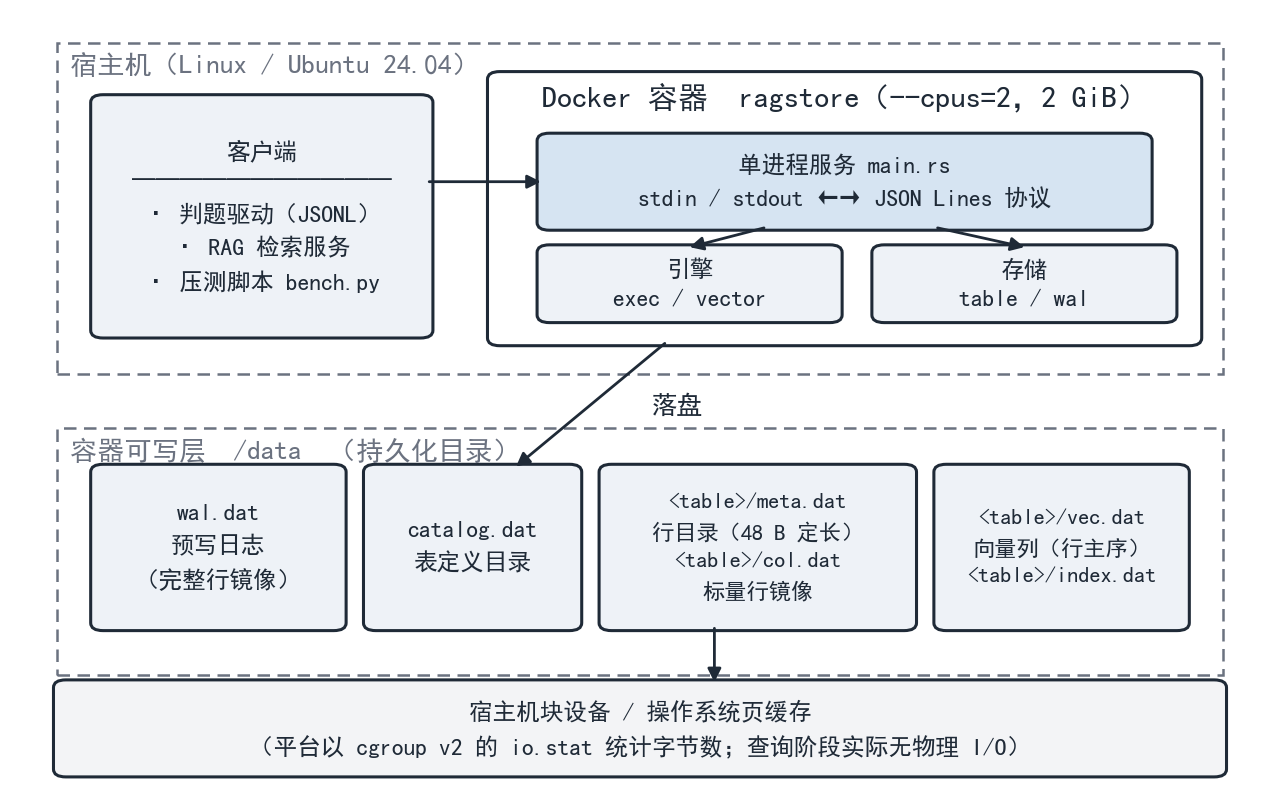 宿主机（Linux / Ubuntu 24.04）
Docker 容器  ragstore（--cpus=2, 2 GiB）
客户端
· 判题驱动（JSONL）
· RAG 检索服务
· 压测脚本 bench.py
单进程服务 main.rs
stdin / stdout ←→ JSON Lines 协议
引擎
exec / vector
存储
table / wal
落盘
容器可写层  /data  （持久化目录）
wal.dat
预写日志
（完整行镜像）
catalog.dat
表定义目录
<table>/meta.dat
行目录（48 B 定长）
<table>/col.dat
标量行镜像
<table>/vec.dat
向量列（行主序）
<table>/index.dat
宿主机块设备 / 操作系统页缓存
（平台以 cgroup v2 的 io.stat 统计字节数；查询阶段实际无物理 I/O）